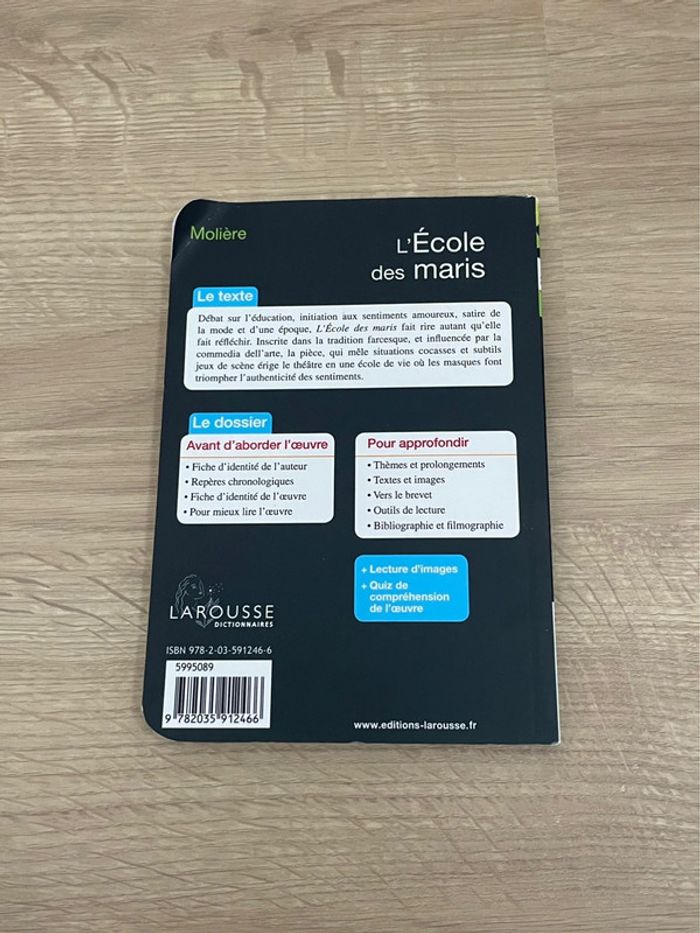 Molière
L'École
des maris
Le texte
Débat sur l'éducation, initiation aux sentiments amoureux, satire de
la mode et d'une époque, L'École des maris fait rire autant qu'elle
fait réfléchir. Inscrite dans la tradition farcesque, et influencée par la
commedia dell'arte, la pièce, qui mêle situations cocasses et subtils
jeux de scène érige le théâtre en une école de vie où les masques font
triompher l'authenticité des sentiments.
Le dossier
Avant d'aborder l'œuvre
• Fiche d'identité de l'auteur
• Repères chronologiques
• Fiche d'identité de l'œuvre
• Pour mieux lire l'œuvre
Pour approfondir
• Thèmes et prolongements
• Textes et images
• Vers le brevet
• Outils de lecture
• Bibliographie et filmographie
+ Lecture d'images
+ Quiz de
compréhension
de l'œuvre
LAROUSSE
DICTIONNAIRES
ISBN 978-2-03-591246-6
5995089
9 782035 912466
www.editions-larousse.fr